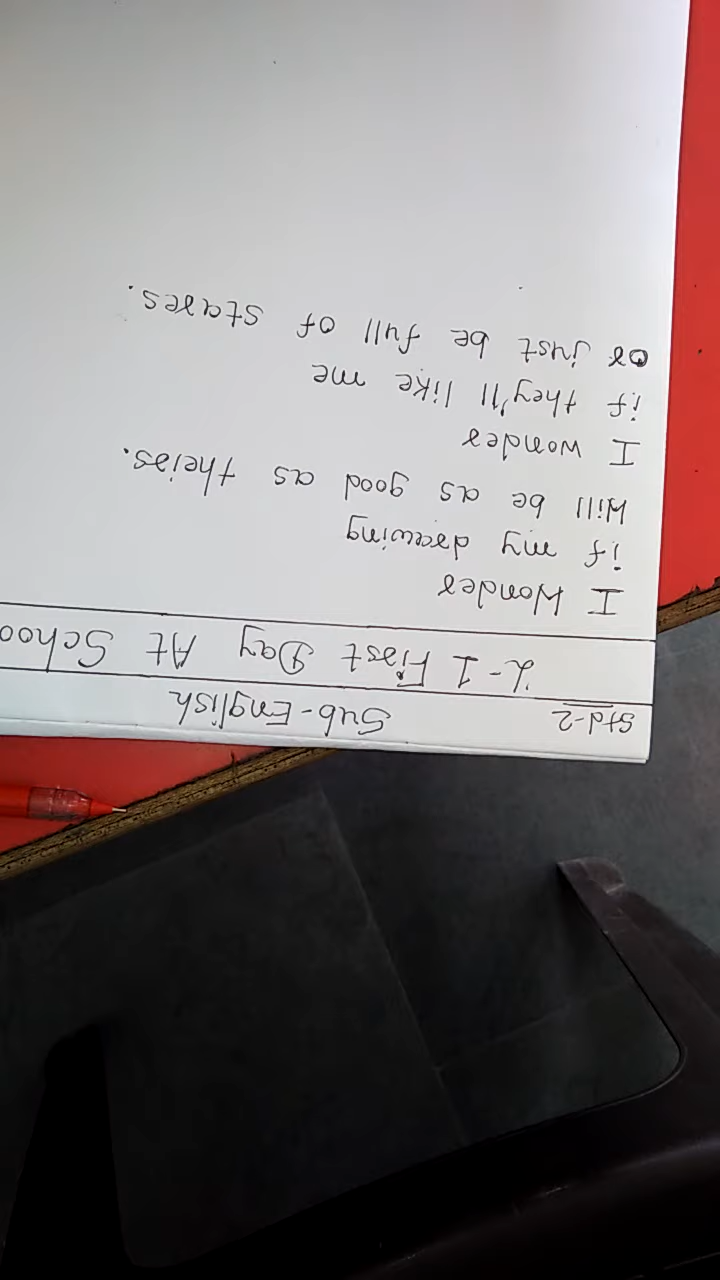 Std-2 Sub-English
L-1 First Day At Schoo
I Wonder
if my drawing
Will be as good as theirs.
I wonder
if they'll like me
or just be full of stares.